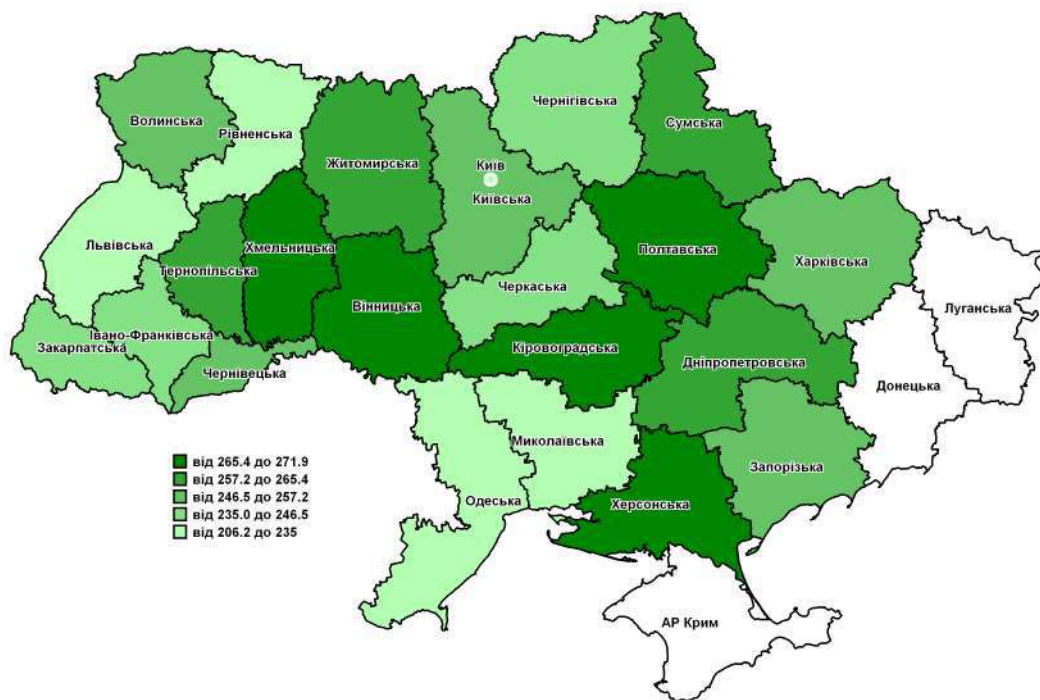 Чернігівська
Волинська
Сумська
Рівненська
Житомирська
Київ
Київська
Львівська
Хмельницька
Полтавська
Тернопільська
Харківська
Черкаська
Вінницька
Луганська
Івано-Франківська
Закарпатська
Кіровоградська
Дніпропетровська
Чернівецька
Донецька
Миколаївська
Запорізька
Одеська
Херсонська
АР Крим
від 265.4 до 271.9
від 257.2 до 265.4
від 246.5 до 257.2
від 235.0 до 246.5
від 206.2 до 235